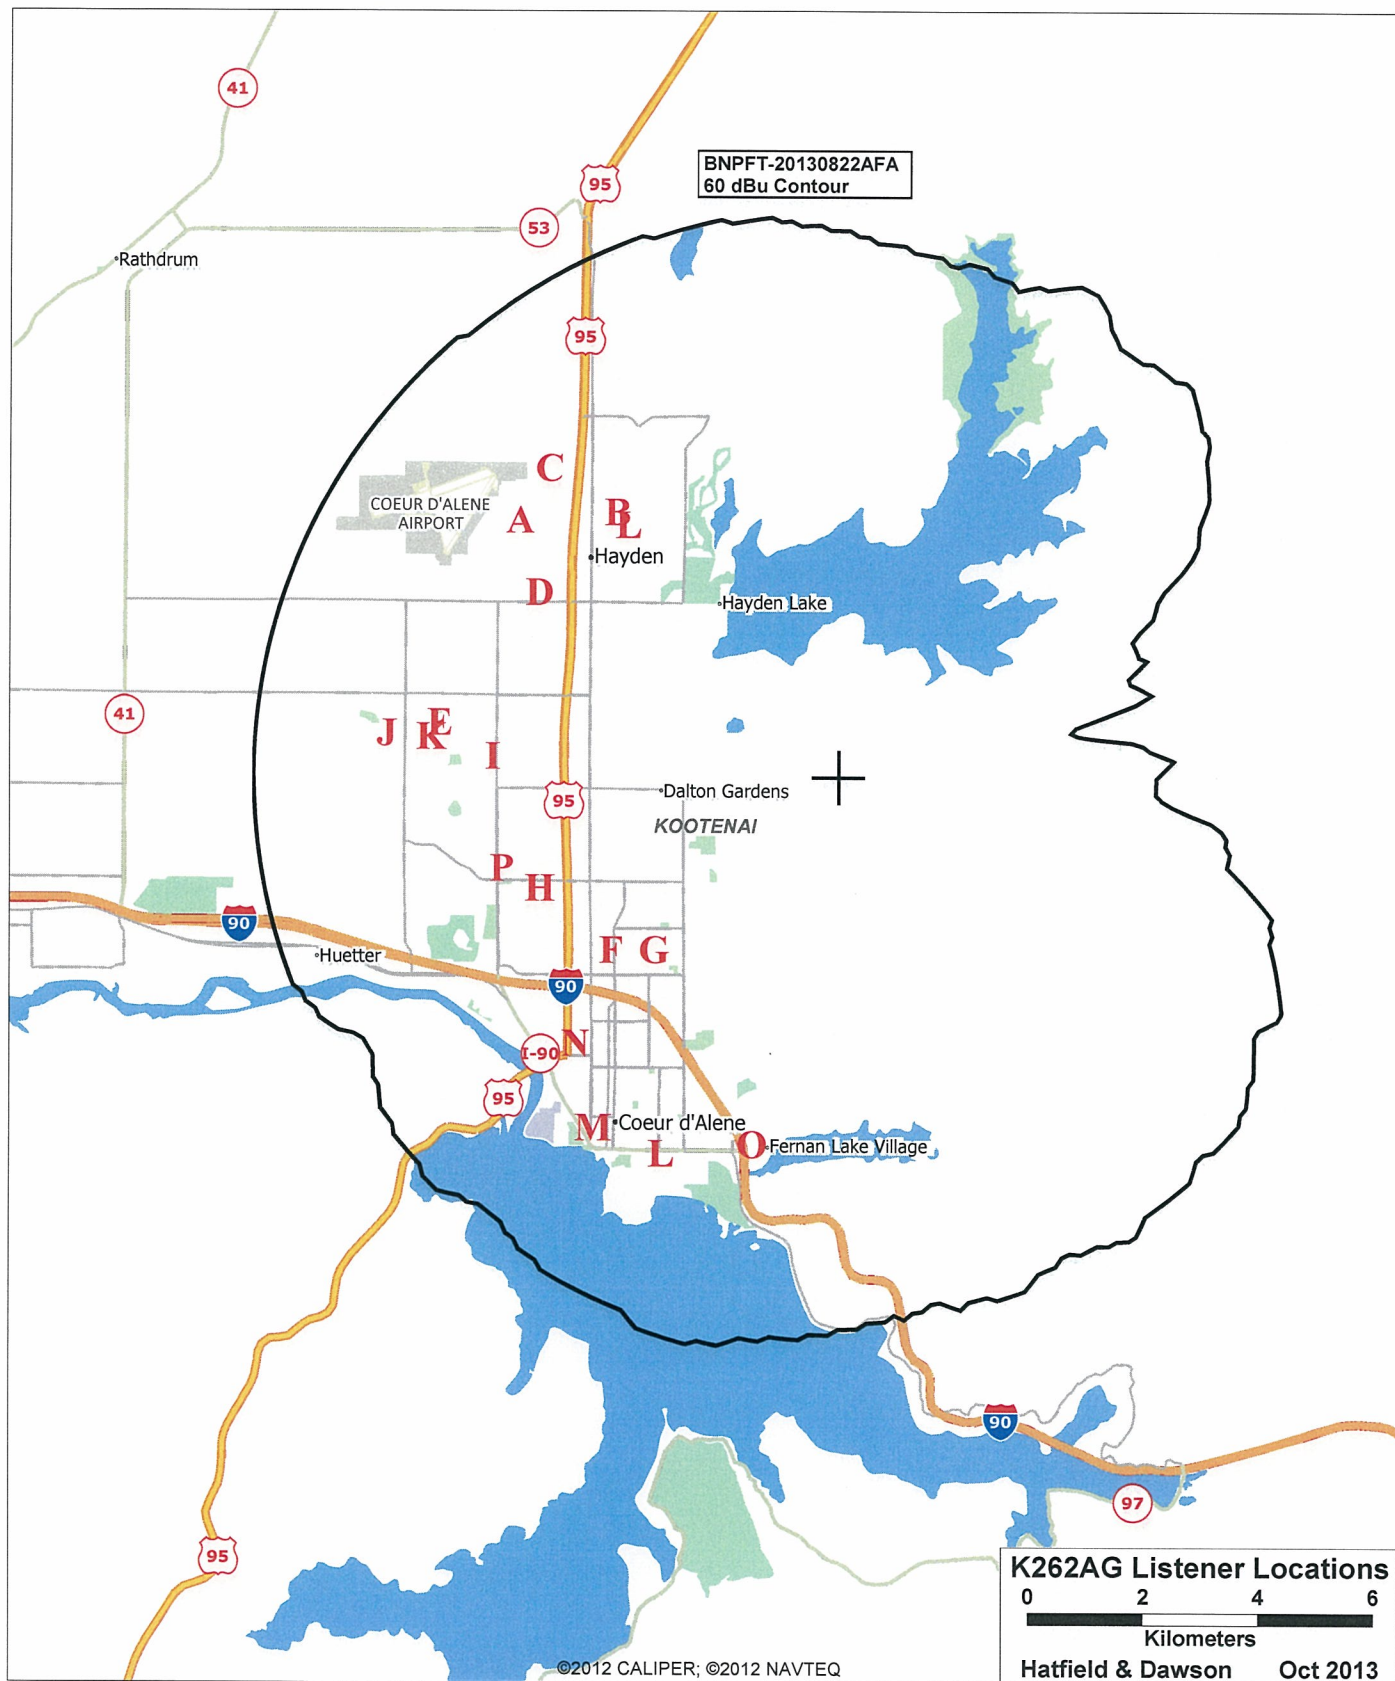 41
BNPFT-20130822AFA
60 dBu Contour
95
53
Rathdrum
95
C
COEUR D'ALENE
AIRPORT
A
B
L
Hayden
D
Hayden Lake
41
J
K
E
I
95
Dalton Gardens
KOOTENAI
P
H
90
F
G
Huetter
90
N
I-90
95
M
Coeur d'Alene
L
O
Fernan Lake Village
90
97
95
K262AG Listener Locations
0 2 4 6
Kilometers
Hatfield & Dawson Oct 2013
©2012 CALIPER; ©2012 NAVTEQ